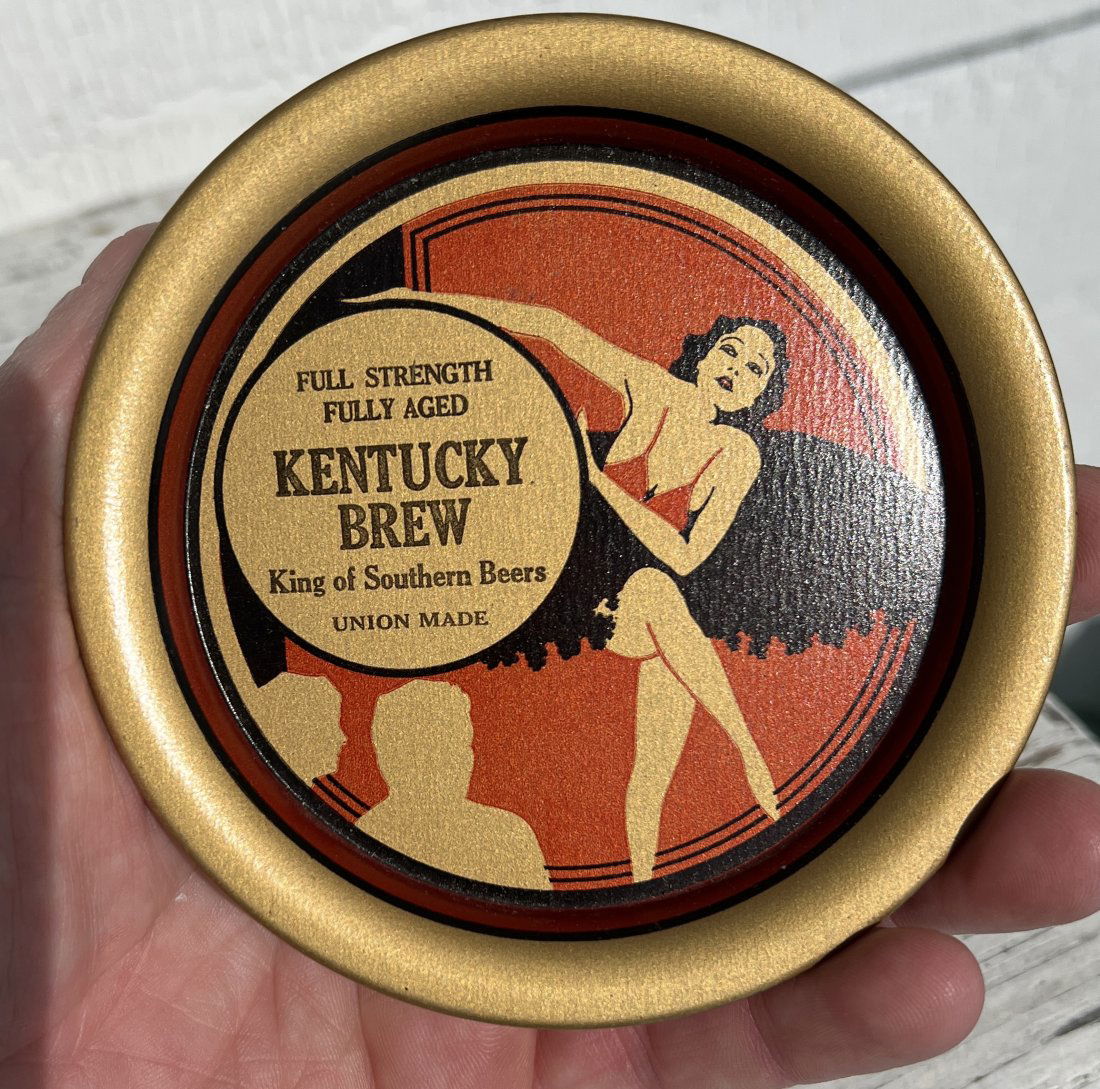 FULL STRENGTH
FULLY AGED
KENTUCKY
BREW
King of Southern Beers
UNION MADE